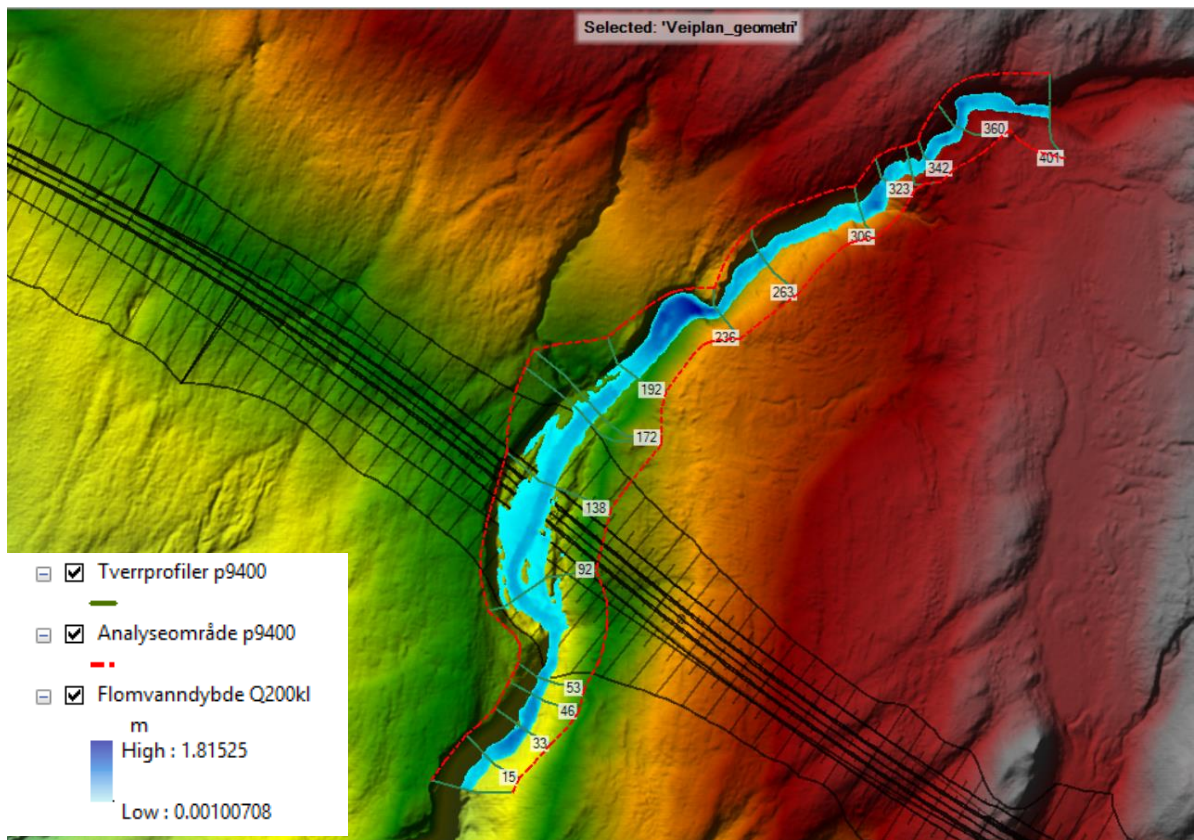 Selected: 'Veiplan_geometri'
360
401
342
323
306
263
236
192
172
138
92
53
46
33
15
Tverrprofiler p9400
Analyseområde p9400
Flomvanndybde Q200kl
m
High : 1.81525
Low : 0.00100708